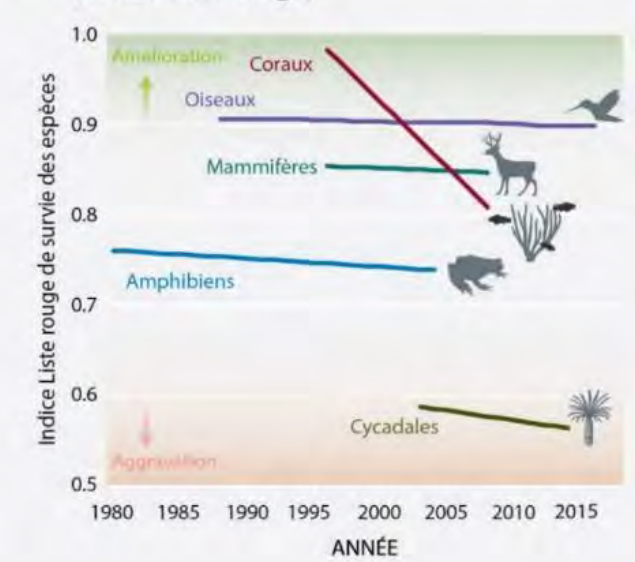 1.0
Amélioration
Coraux
Oiseaux
0.9
Mammifères
0.8
Amphibiens
0.7
0.6
Cycadales
Aggravation
0.5
1980 1985 1990 1995 2000 2005 2010 2015
ANNÉE
Indice Liste rouge de survie des espèces